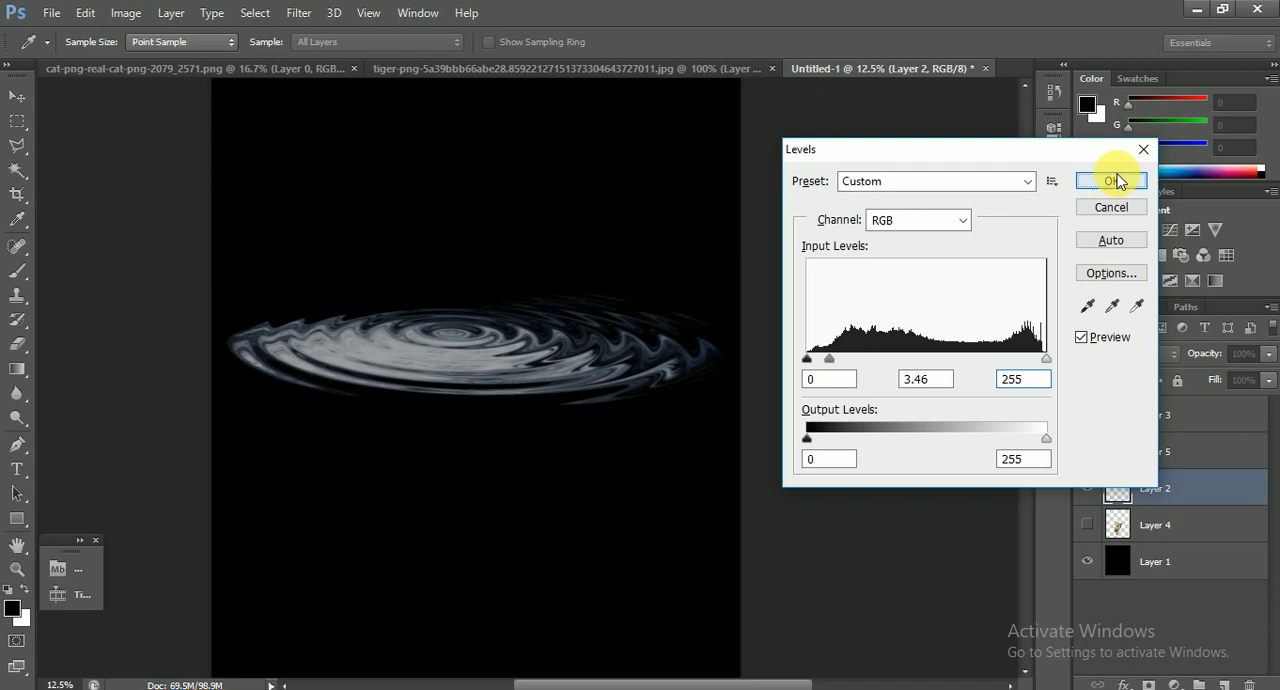 Ps File Edit Image Layer Type Select Filter 3D View Window Help
Sample Size: Point Sample Sample: All Layers Show Sampling Ring Essentials
cat-png-real-cat-png-2079_2571.png @ 16.7% (Layer 0, RGB... × tiger-png-5a39bbb66abe28.85922127151373304643727011.jpg @ 100% (Layer ... × Untitled-1 @ 12.5% (Layer 2, RGB/8) * ×
Color Swatches
R 0
G 0
0
Levels
Preset: Custom
OK
Cancel
Channel: RGB
Auto
Input Levels:
Options...
Preview
0 3.46 255
Output Levels:
0 255
Paths
Opacity: 100%
Fill: 100%
Layer 2
Layer 4
Layer 1
Mb ...
Ti...
Activate Windows
Go to Settings to activate Windows.
12.5% Doc: 69.5M/98.9M